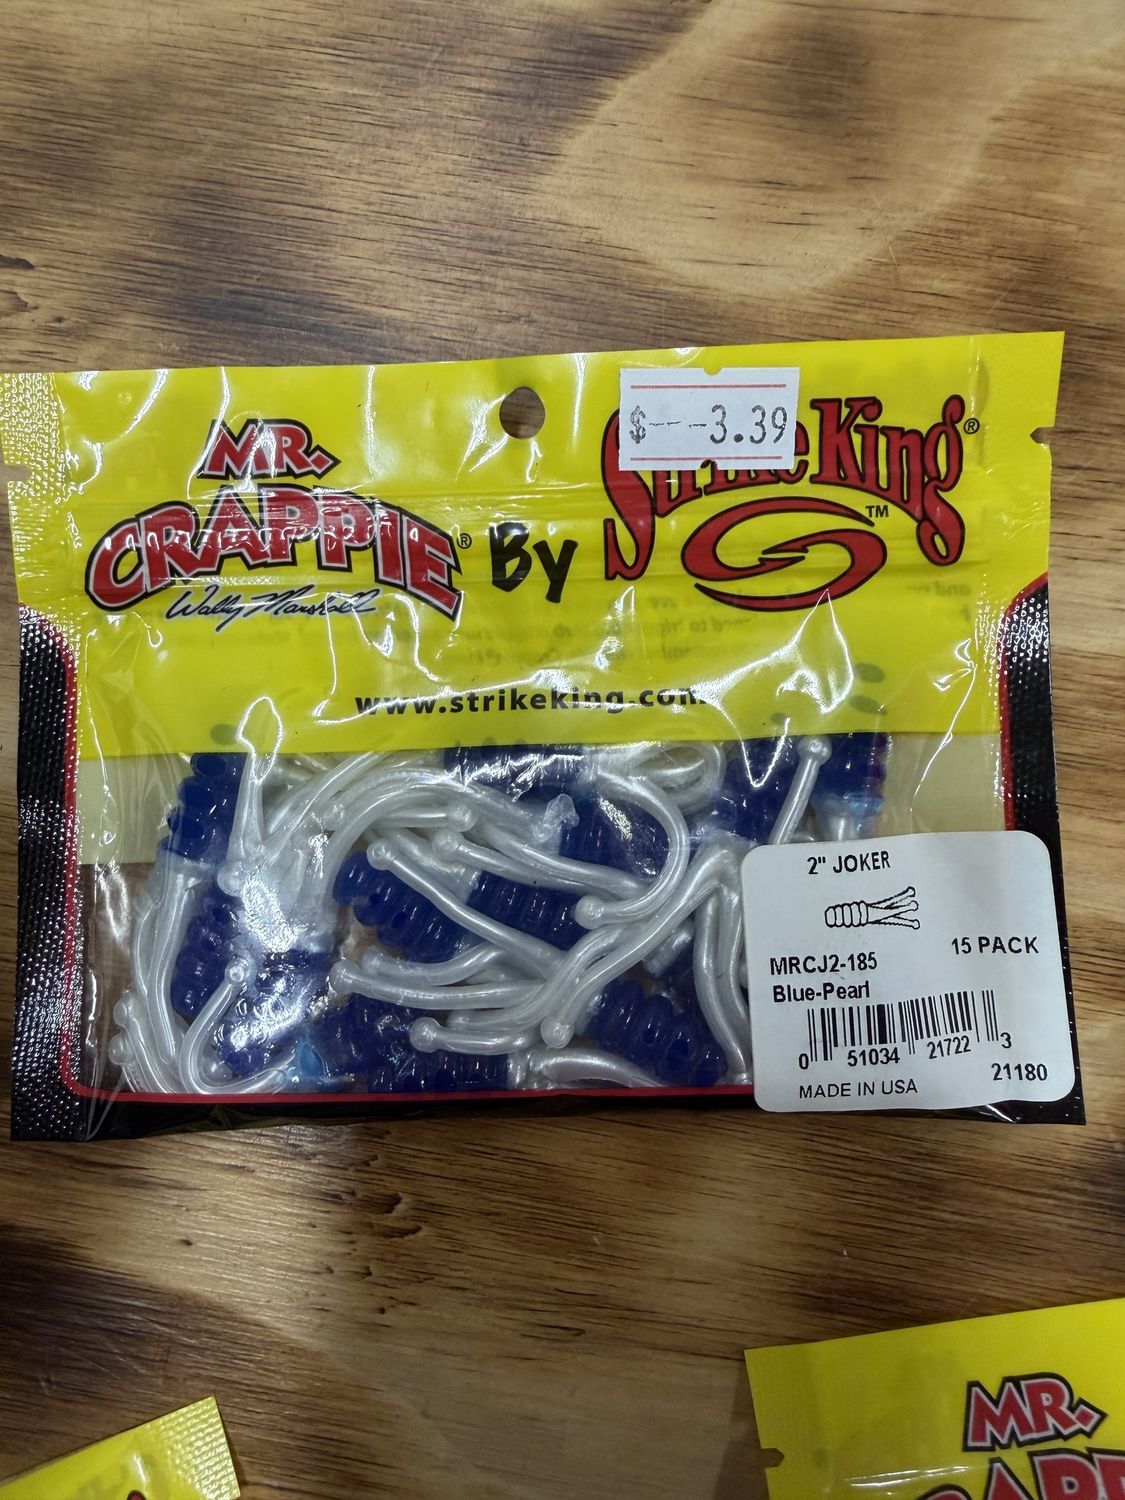 $---3.39
MR.
CRAPPIE®
Wally Marshall
By
Strike King®
™
www.strikeking.com
2" JOKER
15 PACK
MRCJ2-185
Blue-Pearl
0 51034 21722 3
21180
MADE IN USA
MR.